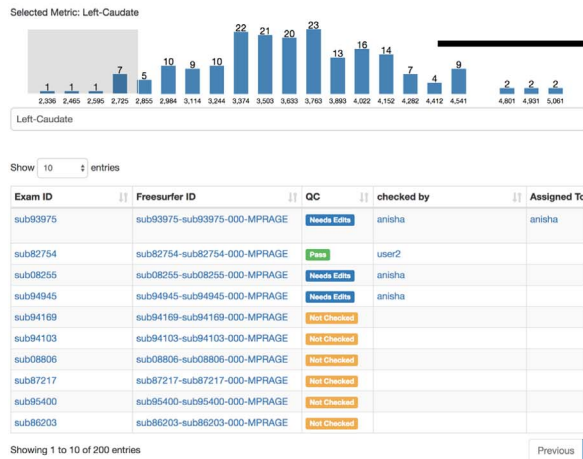 Selected Metric: Left-Caudate
1 1 1 7 5 10 9 10 22 21 20 23 13 16 14 7 4 9 2 2 2
2,336 2,465 2,595 2,725 2,855 2,984 3,114 3,244 3,374 3,503 3,633 3,763 3,893 4,022 4,152 4,282 4,412 4,541 4,801 4,931 5,061
Left-Caudate
Show 10 entries
Exam ID Freesurfer ID QC checked by Assigned To
sub93975 sub93975-sub93975-000-MPRAGE Needs Edits anisha anisha
sub82754 sub82754-sub82754-000-MPRAGE Pass user2
sub08255 sub08255-sub08255-000-MPRAGE Needs Edits anisha
sub94945 sub94945-sub94945-000-MPRAGE Needs Edits anisha
sub94169 sub94169-sub94169-000-MPRAGE Not Checked
sub94103 sub94103-sub94103-000-MPRAGE Not Checked
sub08806 sub08806-sub08806-000-MPRAGE Not Checked
sub87217 sub87217-sub87217-000-MPRAGE Not Checked
sub95400 sub95400-sub95400-000-MPRAGE Not Checked
sub86203 sub86203-sub86203-000-MPRAGE Not Checked
Showing 1 to 10 of 200 entries Previous